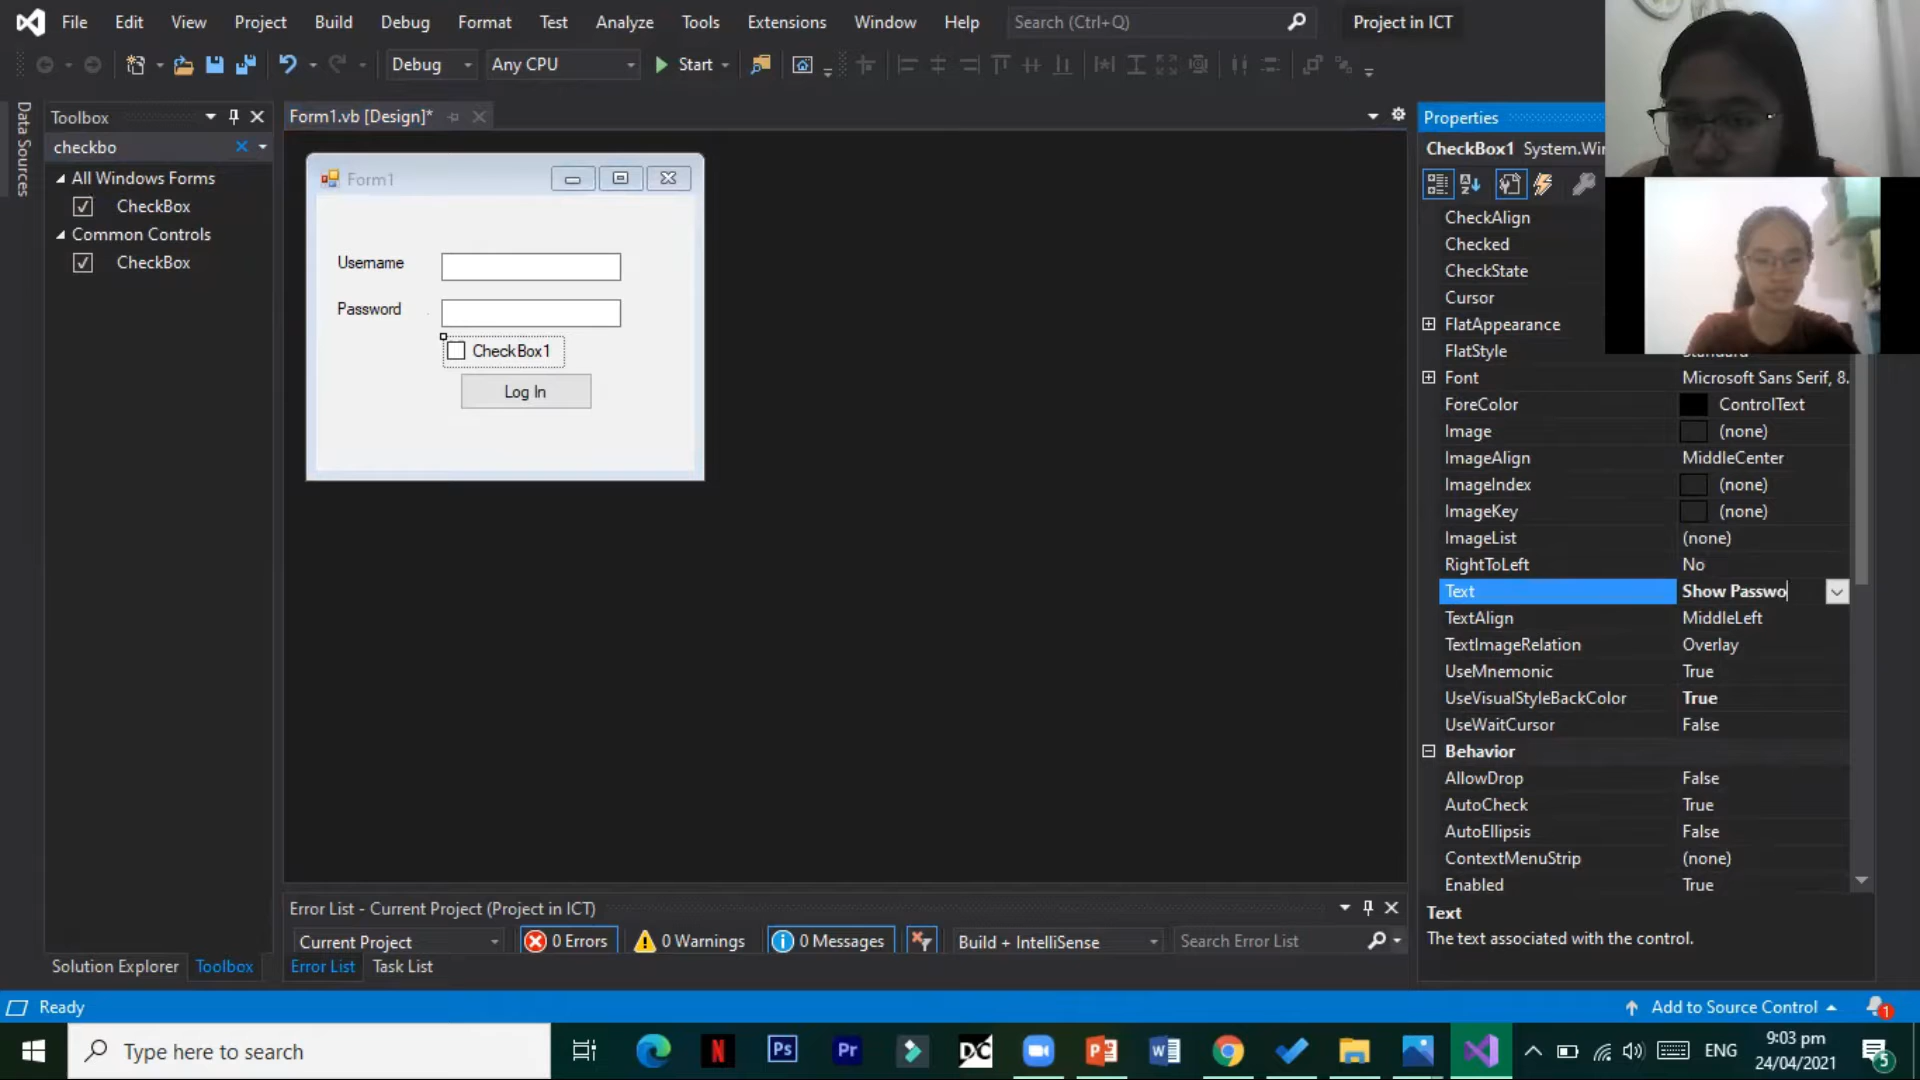 File Edit View Project Build Debug Format Test Analyze Tools Extensions Window Help Search (Ctrl+Q) Project in ICT
Debug Any CPU Start
Data Sources
Toolbox
checkbo
All Windows Forms
CheckBox
Common Controls
CheckBox
Solution Explorer Toolbox
Form1.vb [Design]*
Form1
Username
Password
CheckBox1
Log In
Error List - Current Project (Project in ICT)
Current Project 0 Errors 0 Warnings 0 Messages Build + IntelliSense Search Error List
Error List Task List
Properties
CheckBox1
CheckAlign
Checked
CheckState
Cursor
FlatAppearance
FlatStyle
Font Microsoft Sans Serif, 8.
ForeColor ControlText
Image (none)
ImageAlign MiddleCenter
ImageIndex (none)
ImageKey (none)
ImageList (none)
RightToLeft No
Text Show Passwo
TextAlign MiddleLeft
TextImageRelation Overlay
UseMnemonic True
UseVisualStyleBackColor True
UseWaitCursor False
Behavior
AllowDrop False
AutoCheck True
AutoEllipsis False
ContextMenuStrip (none)
Enabled True
Text
The text associated with the control.
Ready Add to Source Control 1
Type here to search Ps Pr DC ENG 9:03 pm
24/04/2021 5